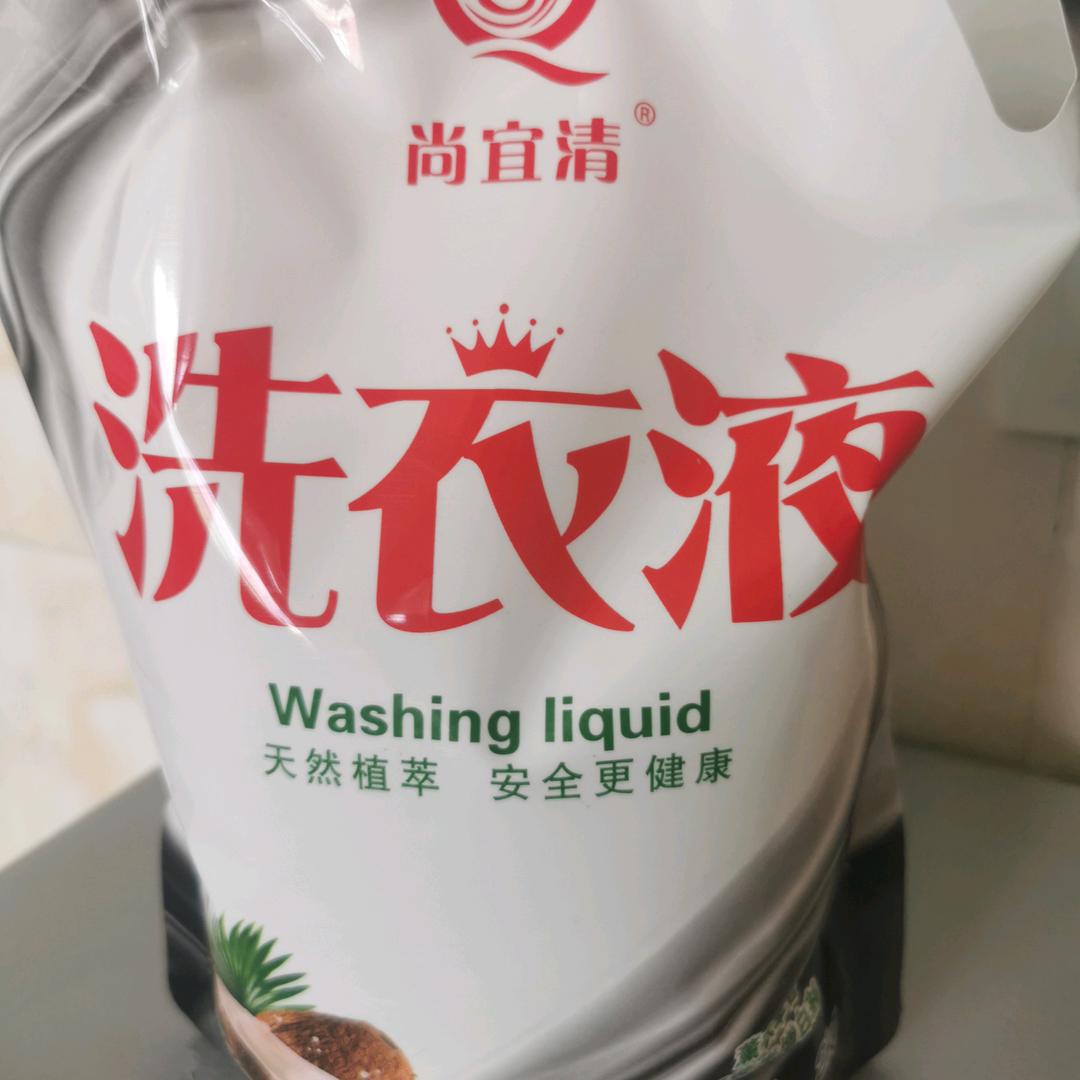 尚宜清®
洗衣液
Washing liquid
天然植萃 安全更健康